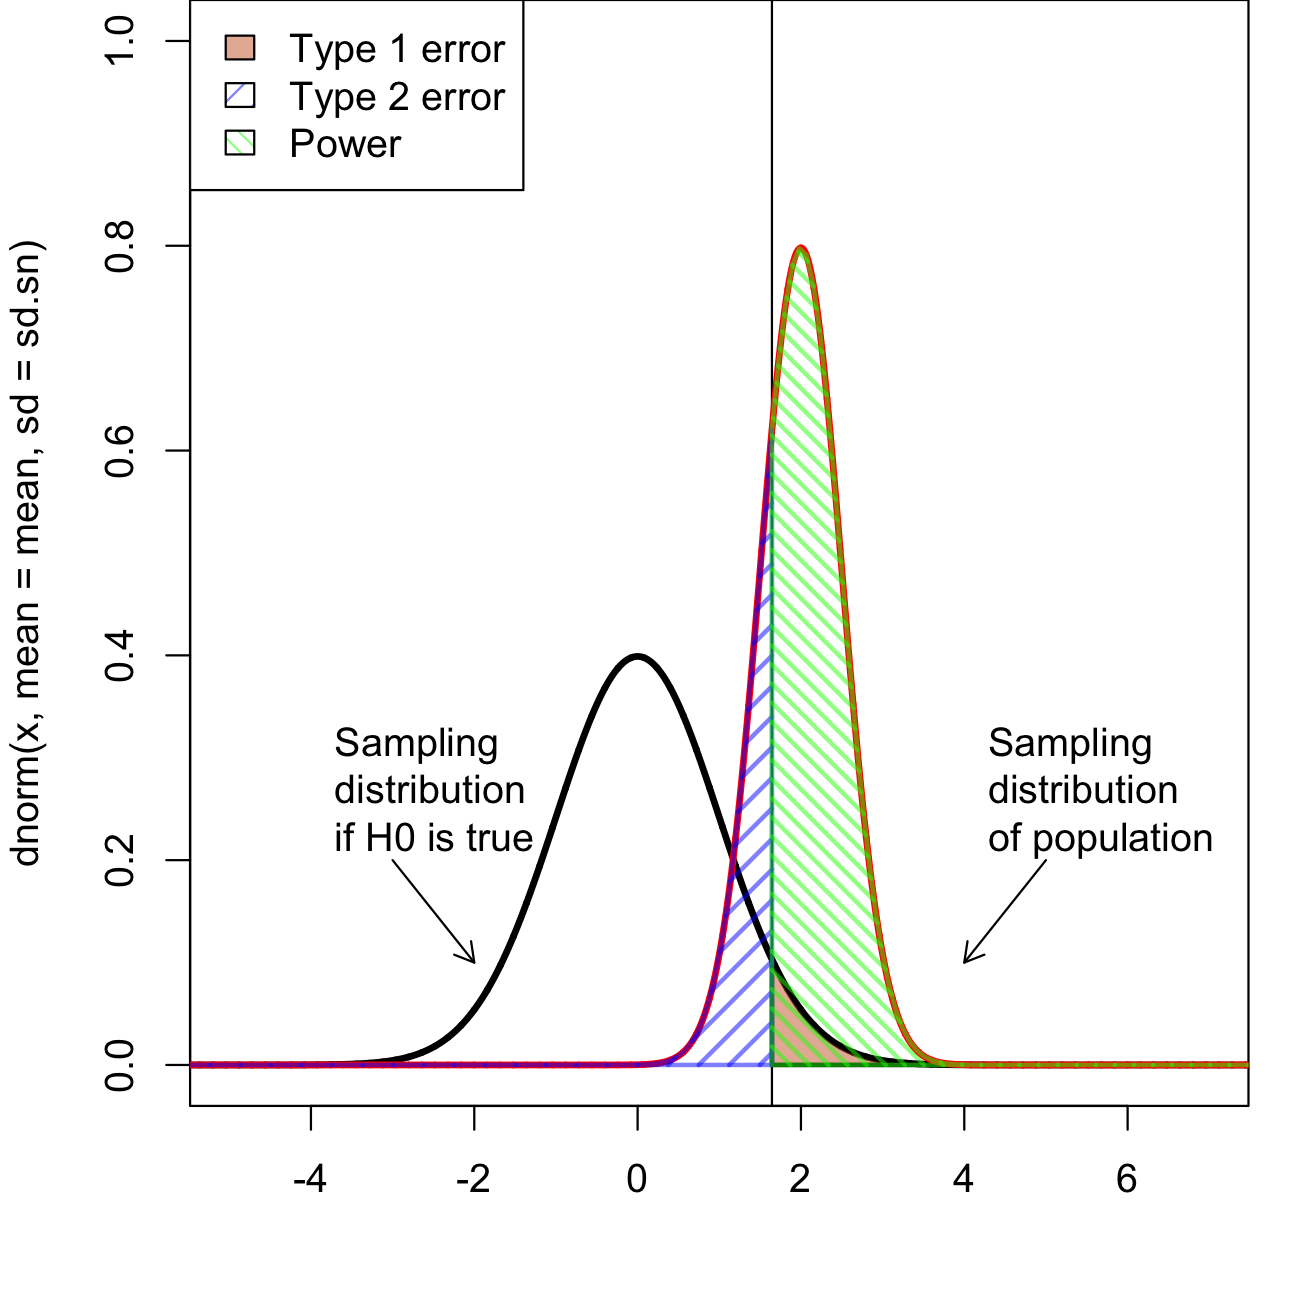 Type 1 error
Type 2 error
Power
dnorm(x, mean = mean, sd = sd.sn)
1.0
0.8
0.6
0.4
0.2
0.0
Sampling
distribution
if H0 is true
Sampling
distribution
of population
-4 -2 0 2 4 6